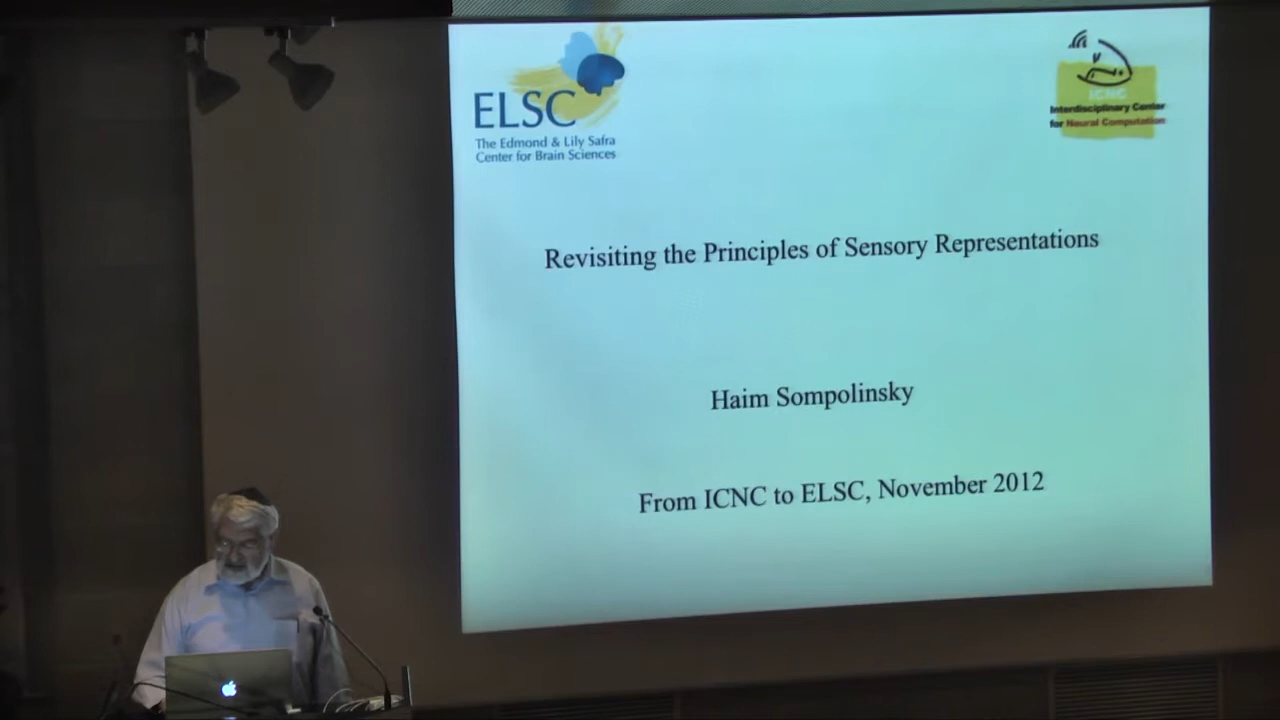 ELSC
The Edmond & Lily Safra
Center for Brain Sciences
ICNC
Interdisciplinary Center
for Neural Computation
Revisiting the Principles of Sensory Representations
Haim Sompolinsky
From ICNC to ELSC, November 2012